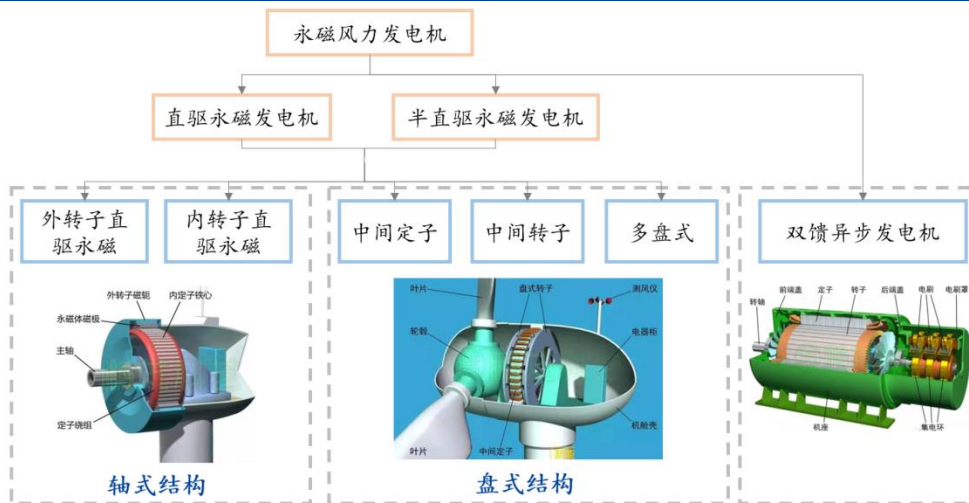 永磁风力发电机
直驱永磁发电机
半直驱永磁发电机
外转子直
驱永磁
内转子直
驱永磁
中间定子
中间转子
多盘式
双馈异步发电机
外转子磁轭
内定子铁心
永磁体磁极
主轴
定子绕组
叶片
盘式转子
测风仪
轮毂
电器柜
机舱壳
叶片
中间定子
前端盖
定子
转子
后端盖
电刷
电刷罩
转轴
机座
集电环
轴式结构
盘式结构